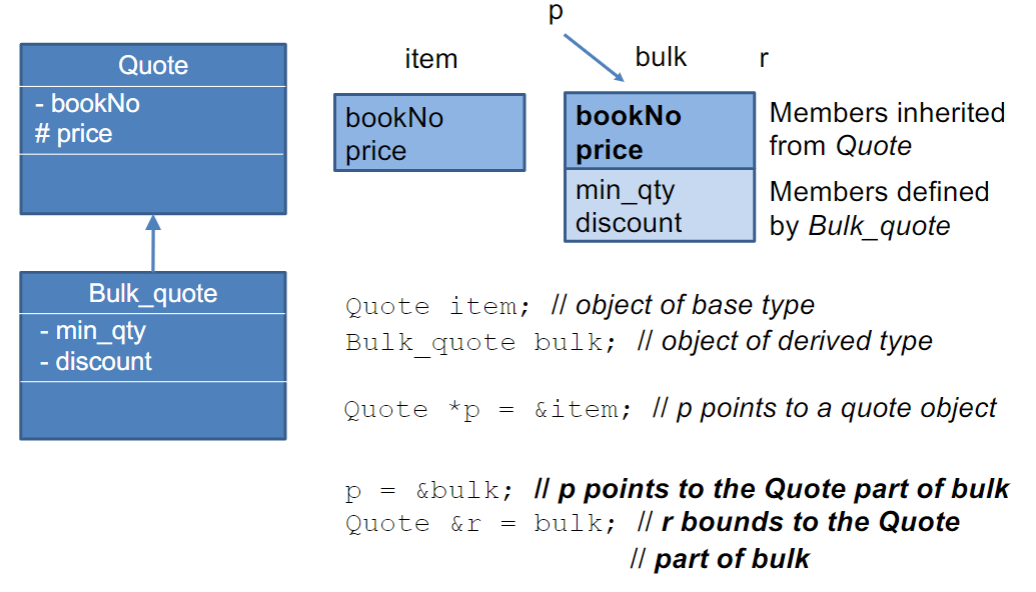 p
item
bulk
r
Quote
- bookNo
# price
Bulk_quote
- min_qty
- discount
bookNo
price
bookNo
price
min_qty
discount
Members inherited
from Quote
Members defined
by Bulk_quote
Quote item; // object of base type
Bulk_quote bulk; // object of derived type
Quote *p = &item; // p points to a quote object
p = &bulk; // p points to the Quote part of bulk
Quote &r = bulk; // r bounds to the Quote
// part of bulk